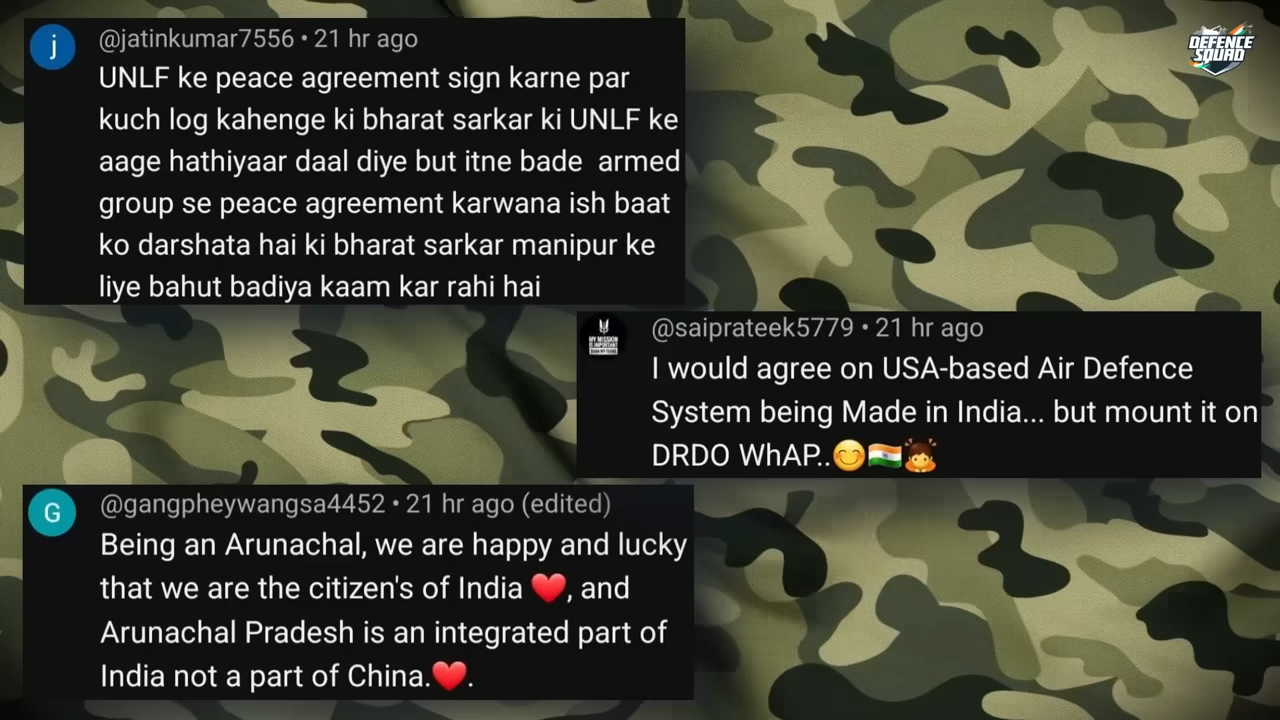 @jatinkumar7556 • 21 hr ago
UNLF ke peace agreement sign karne par
kuch log kahenge ki bharat sarkar ki UNLF ke
aage hathiyaar daal diye but itne bade armed
group se peace agreement karwana ish baat
ko darshata hai ki bharat sarkar manipur ke
liye bahut badiya kaam kar rahi hai
DEFENCE
SQUAD
@saiprateek5779 • 21 hr ago
I would agree on USA-based Air Defence
System being Made in India... but mount it on
DRDO WhAP..😊🇮🇳🙇
MY MISSION
IS IMPORTANT
@gangpheywangsa4452 • 21 hr ago (edited)
Being an Arunachal, we are happy and lucky
that we are the citizen's of India ❤️, and
Arunachal Pradesh is an integrated part of
India not a part of China.❤️.
j
G